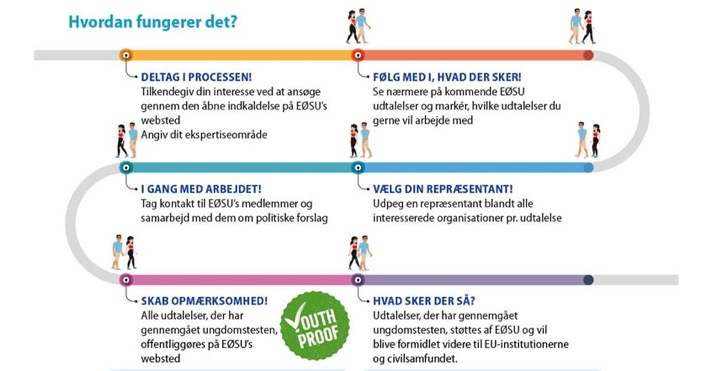 Hvordan fungerer det?
DELTAG I PROCESSEN!
Tilkendegiv din interesse ved at ansøge
gennem den åbne indkaldelse på EØSU's
websted
Angiv dit ekspertiseområde
FØLG MED I, HVAD DER SKER!
Se nærmere på kommende EØSU
udtalelser og markér, hvilke udtalelser du
gerne vil arbejde med
VÆLG DIN REPRÆSENTANT!
Udpeg en repræsentant blandt alle
interesserede organisationer pr. udtalelse
I GANG MED ARBEJDET!
Tag kontakt til EØSU's medlemmer og
samarbejd med dem om politiske forslag
SKAB OPMÆRKSOMHED!
Alle udtalelser, der har
gennemgået ungdomstesten,
offentliggøres på EØSU's
websted
YOUTH
PROOF
HVAD SKER DER SÅ?
Udtalelser, der har gennemgået
ungdomstesten, støttes af EØSU og vil
blive formidlet videre til EU-institutionerne
og civilsamfundet.